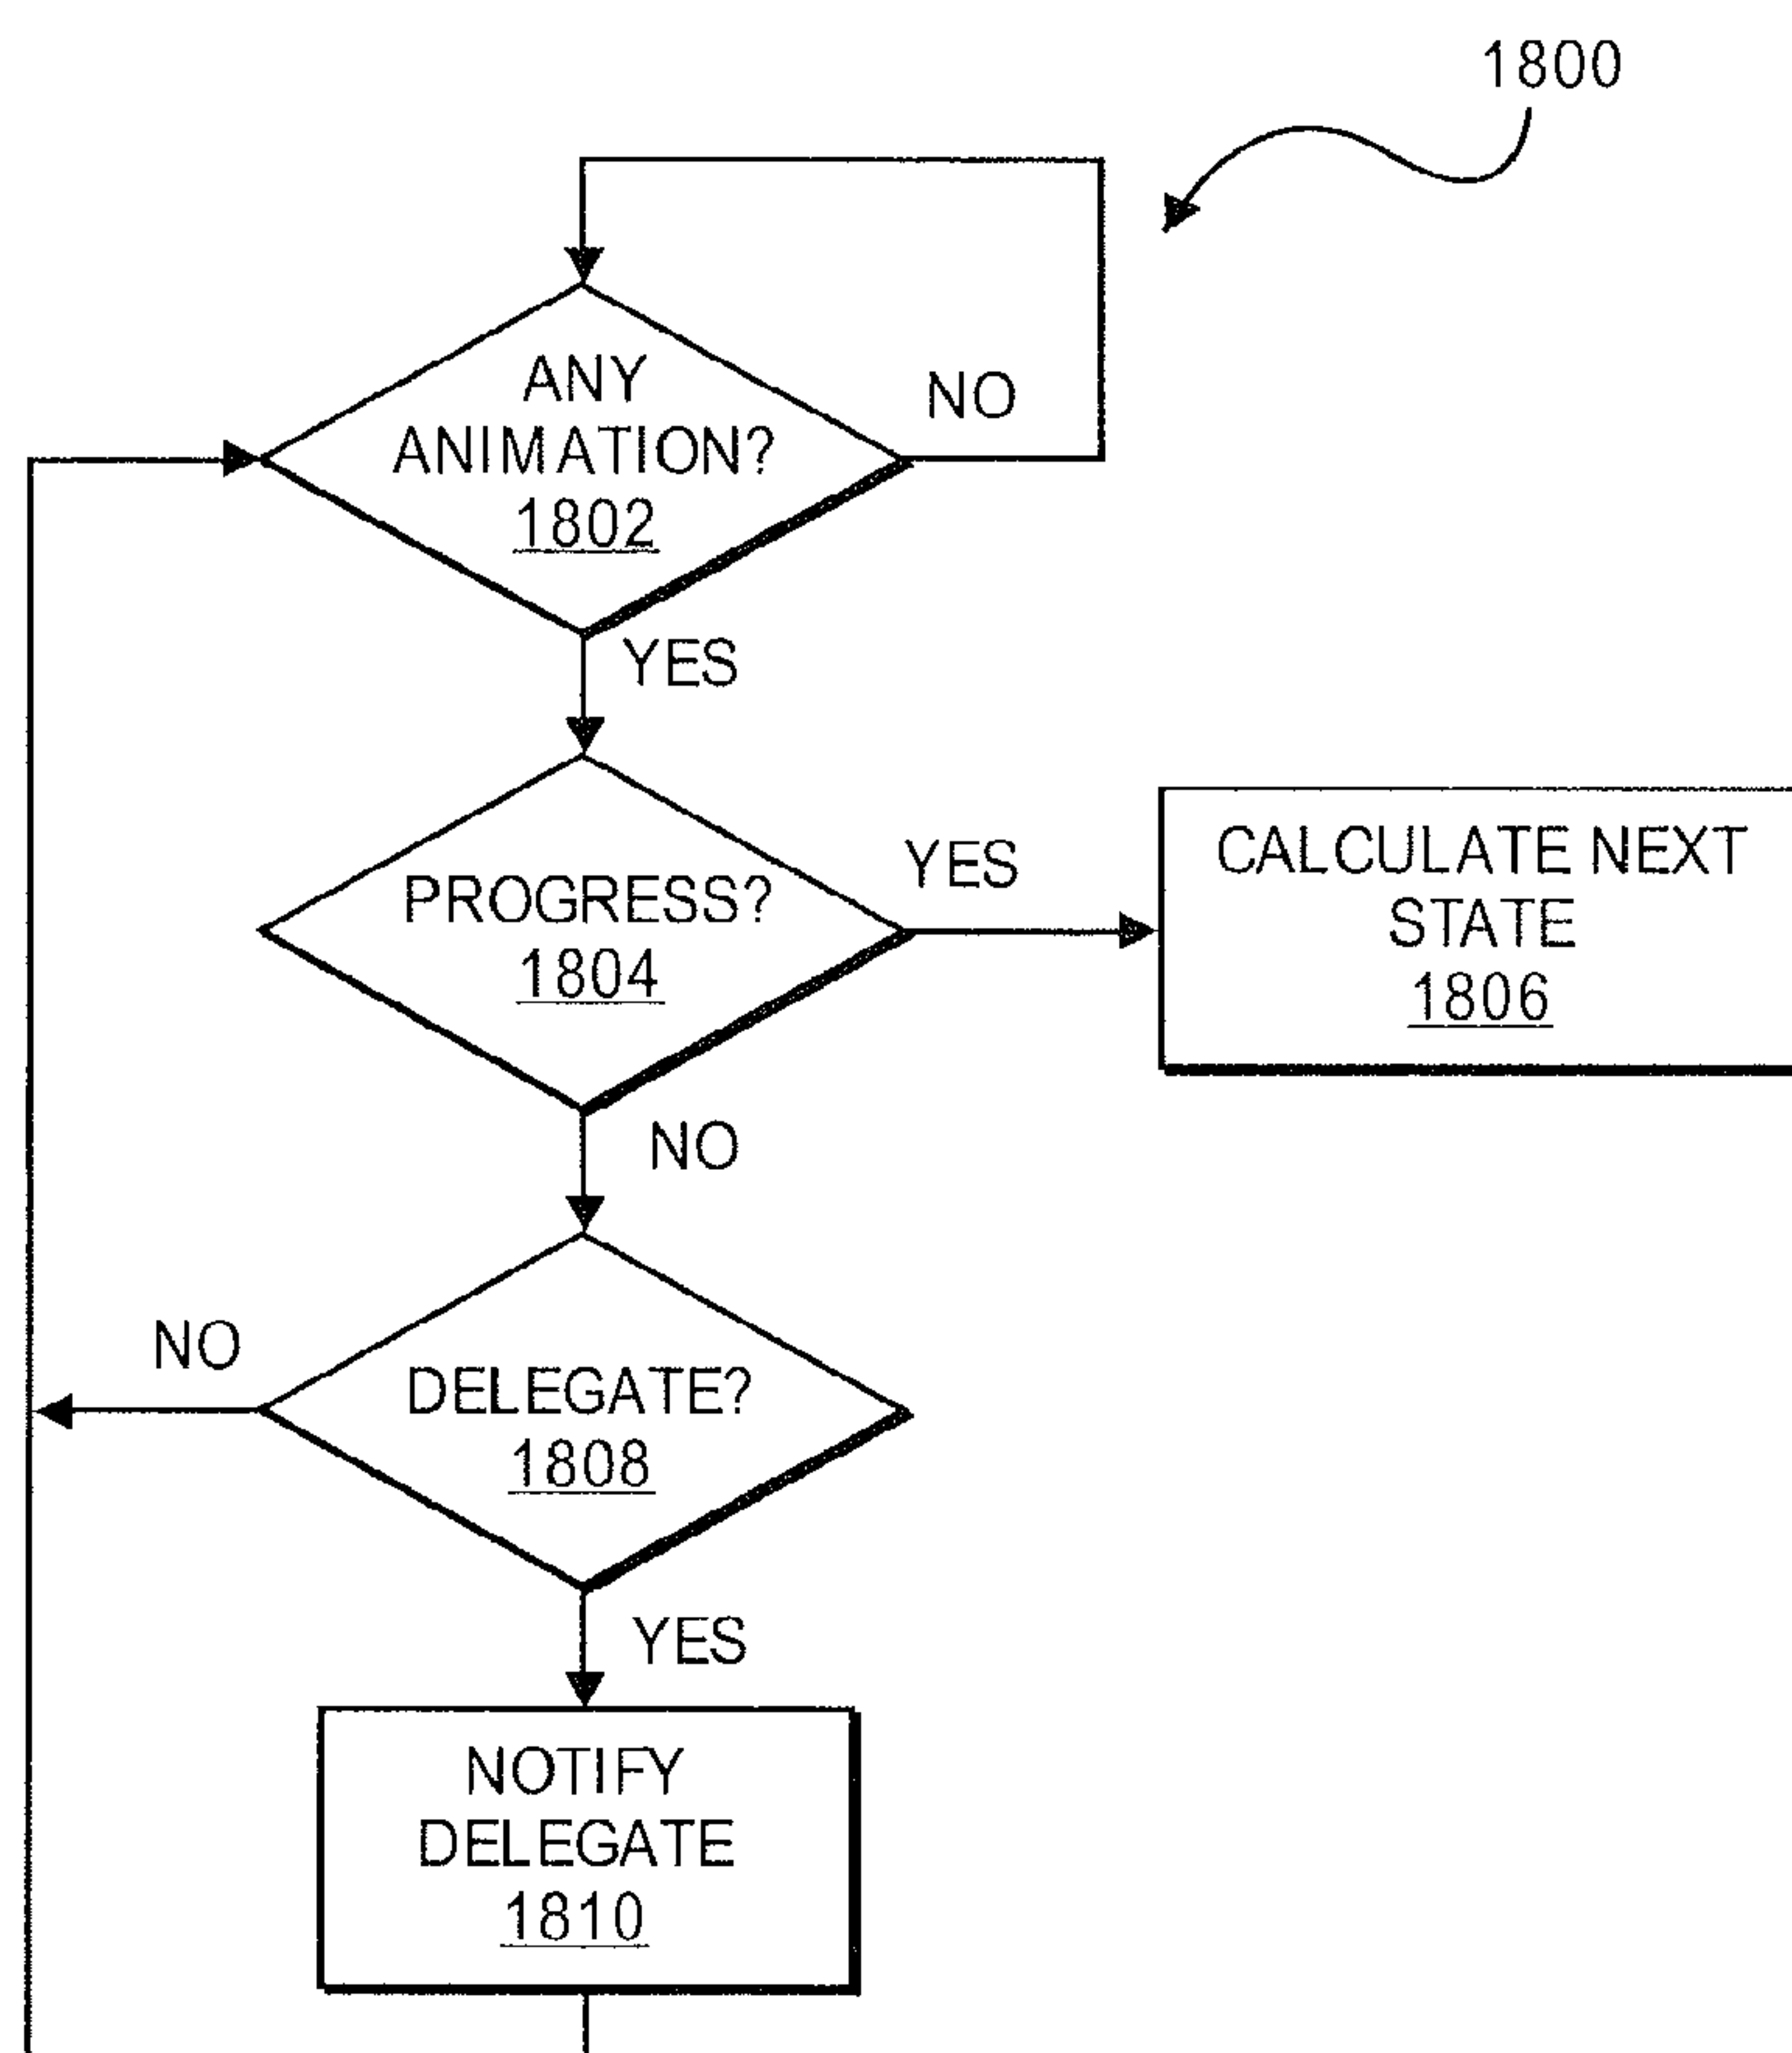 1800
ANY
ANIMATION?
1802
NO
YES
PROGRESS?
1804
YES
CALCULATE NEXT
STATE
1806
NO
DELEGATE?
1808
NO
YES
NOTIFY
DELEGATE
1810